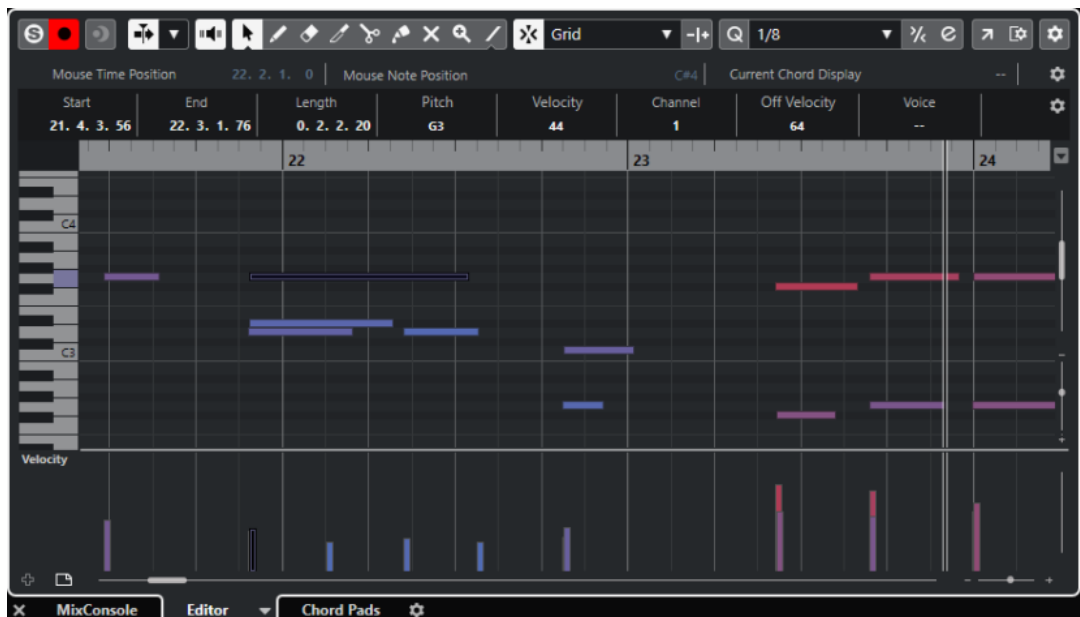 S Grid Q 1/8
Mouse Time Position 22. 2. 1. 0 Mouse Note Position C#4 Current Chord Display --
Start End Length Pitch Velocity Channel Off Velocity Voice
21. 4. 3. 56 22. 3. 1. 76 0. 2. 2. 20 G3 44 1 64 --
22 23 24
C4
C3
Velocity
MixConsole Editor Chord Pads